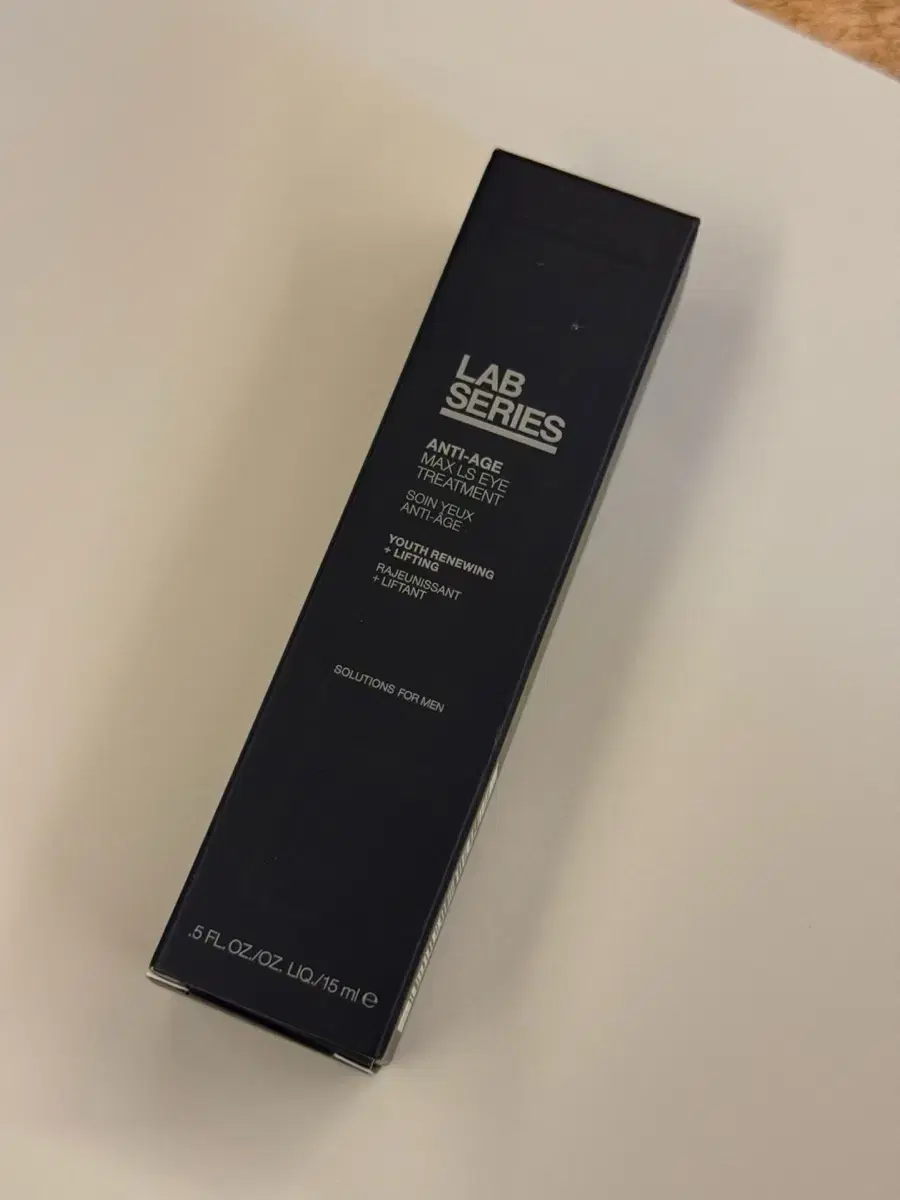 LAB
SERIES
ANTI-AGE
MAX LS EYE
TREATMENT
SOIN YEUX
ANTI-ÂGE
YOUTH RENEWING
+ LIFTING
RAJEUNISSANT
+ LIFTANT
SOLUTIONS FOR MEN
.5 FL. OZ./OZ. LIQ./15 ml ℮